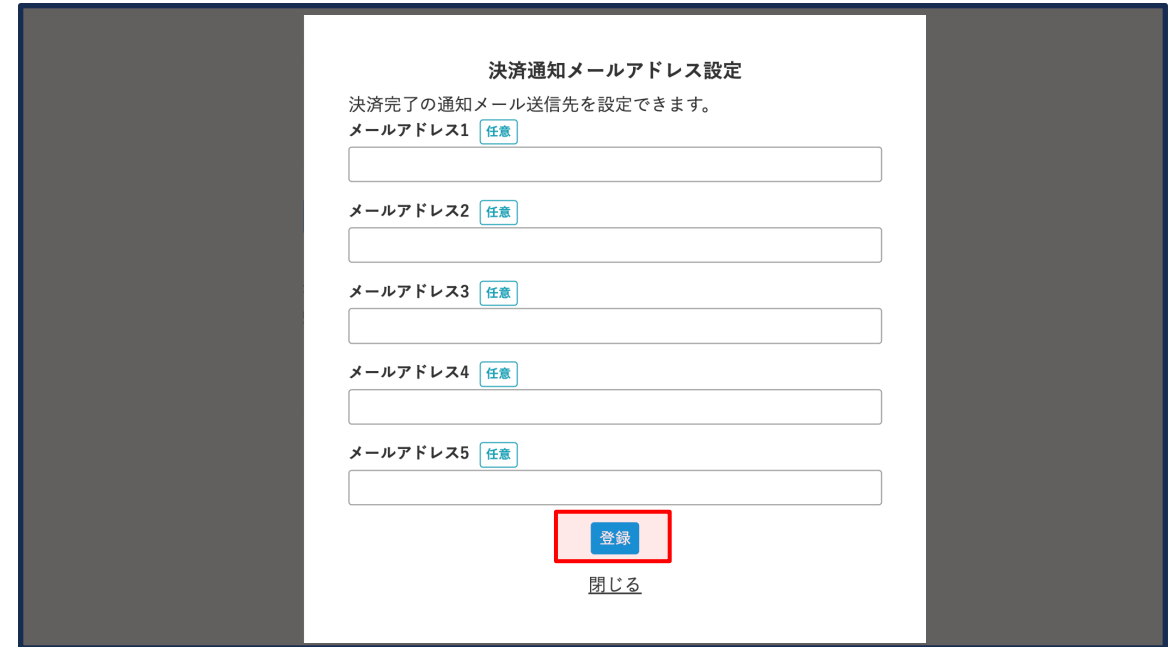 決済通知メールアドレス設定
決済完了の通知メール送信先を設定できます。
メールアドレス1 任意
メールアドレス2 任意
メールアドレス3 任意
メールアドレス4 任意
メールアドレス5 任意
登録
閉じる